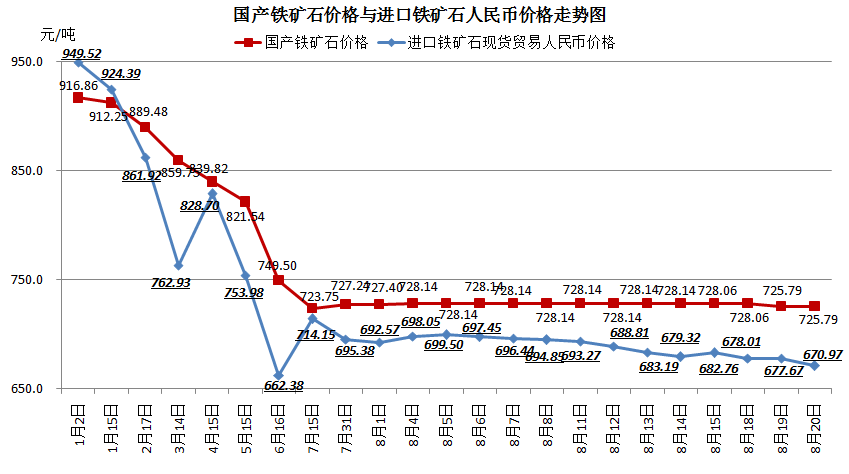 国产铁矿石价格与进口铁矿石人民币价格走势图
元/吨
国产铁矿石价格
进口铁矿石现货贸易人民币价格
950.0
850.0
750.0
650.0
916.86
912.25
889.48
859.73
839.82
821.54
749.50
723.75
727.21
727.40
728.14
728.14
728.14
728.14
728.14
728.14
728.14
728.14
728.14
728.06
728.06
725.79
725.79
949.52
924.39
861.92
762.93
828.70
753.98
662.38
714.15
695.38
692.57
698.05
699.50
697.45
696.44
694.85
693.27
688.81
683.19
679.32
682.76
678.01
677.67
670.97
1月2日
1月15日
2月17日
3月14日
4月15日
5月15日
6月16日
7月15日
7月31日
8月1日
8月4日
8月5日
8月6日
8月7日
8月8日
8月11日
8月12日
8月13日
8月14日
8月15日
8月18日
8月19日
8月20日